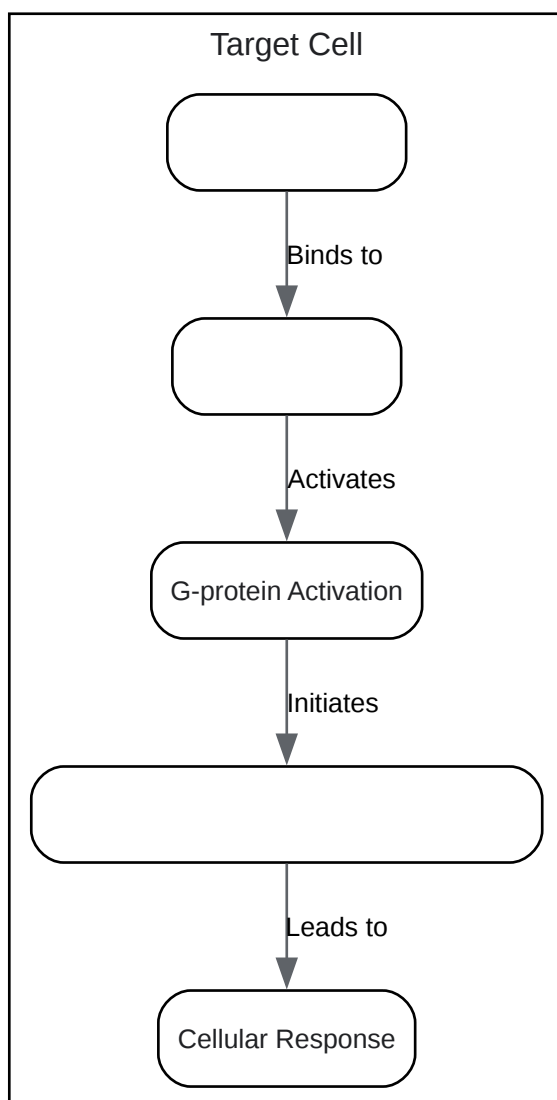 Target Cell
Binds to
Activates
G-protein Activation
Initiates
Leads to
Cellular Response